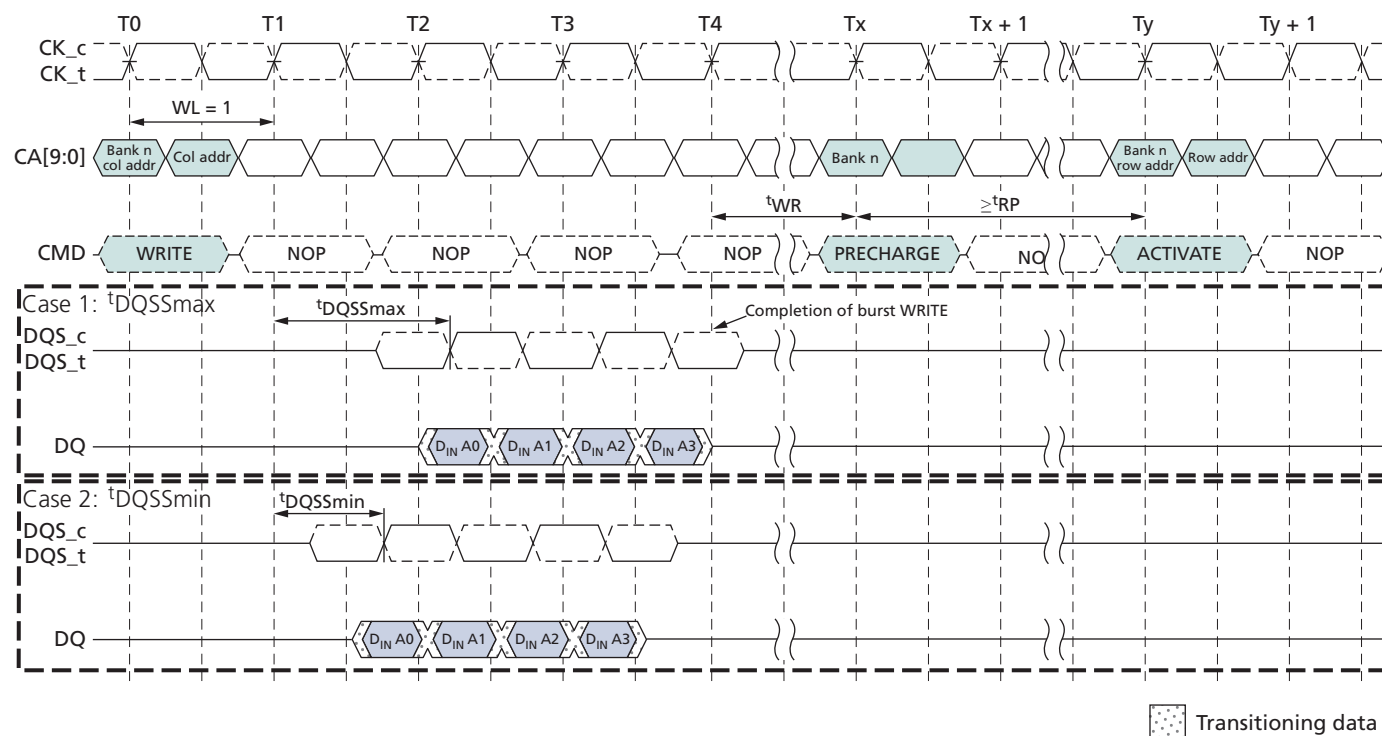 T0 T1 T2 T3 T4 Tx Tx + 1 Ty Ty + 1
CK_c
CK_t
WL = 1
CA[9:0] Bank n col addr Col addr Bank n Bank n row addr Row addr
tWR ≥tRP
CMD WRITE NOP NOP NOP NOP PRECHARGE NO ACTIVATE NOP
Case 1: tDQSSmax
tDQSSmax
Completion of burst WRITE
DQS_c
DQS_t
DQ DIN A0 DIN A1 DIN A2 DIN A3
Case 2: tDQSSmin
tDQSSmin
DQS_c
DQS_t
DQ DIN A0 DIN A1 DIN A2 DIN A3
Transitioning data